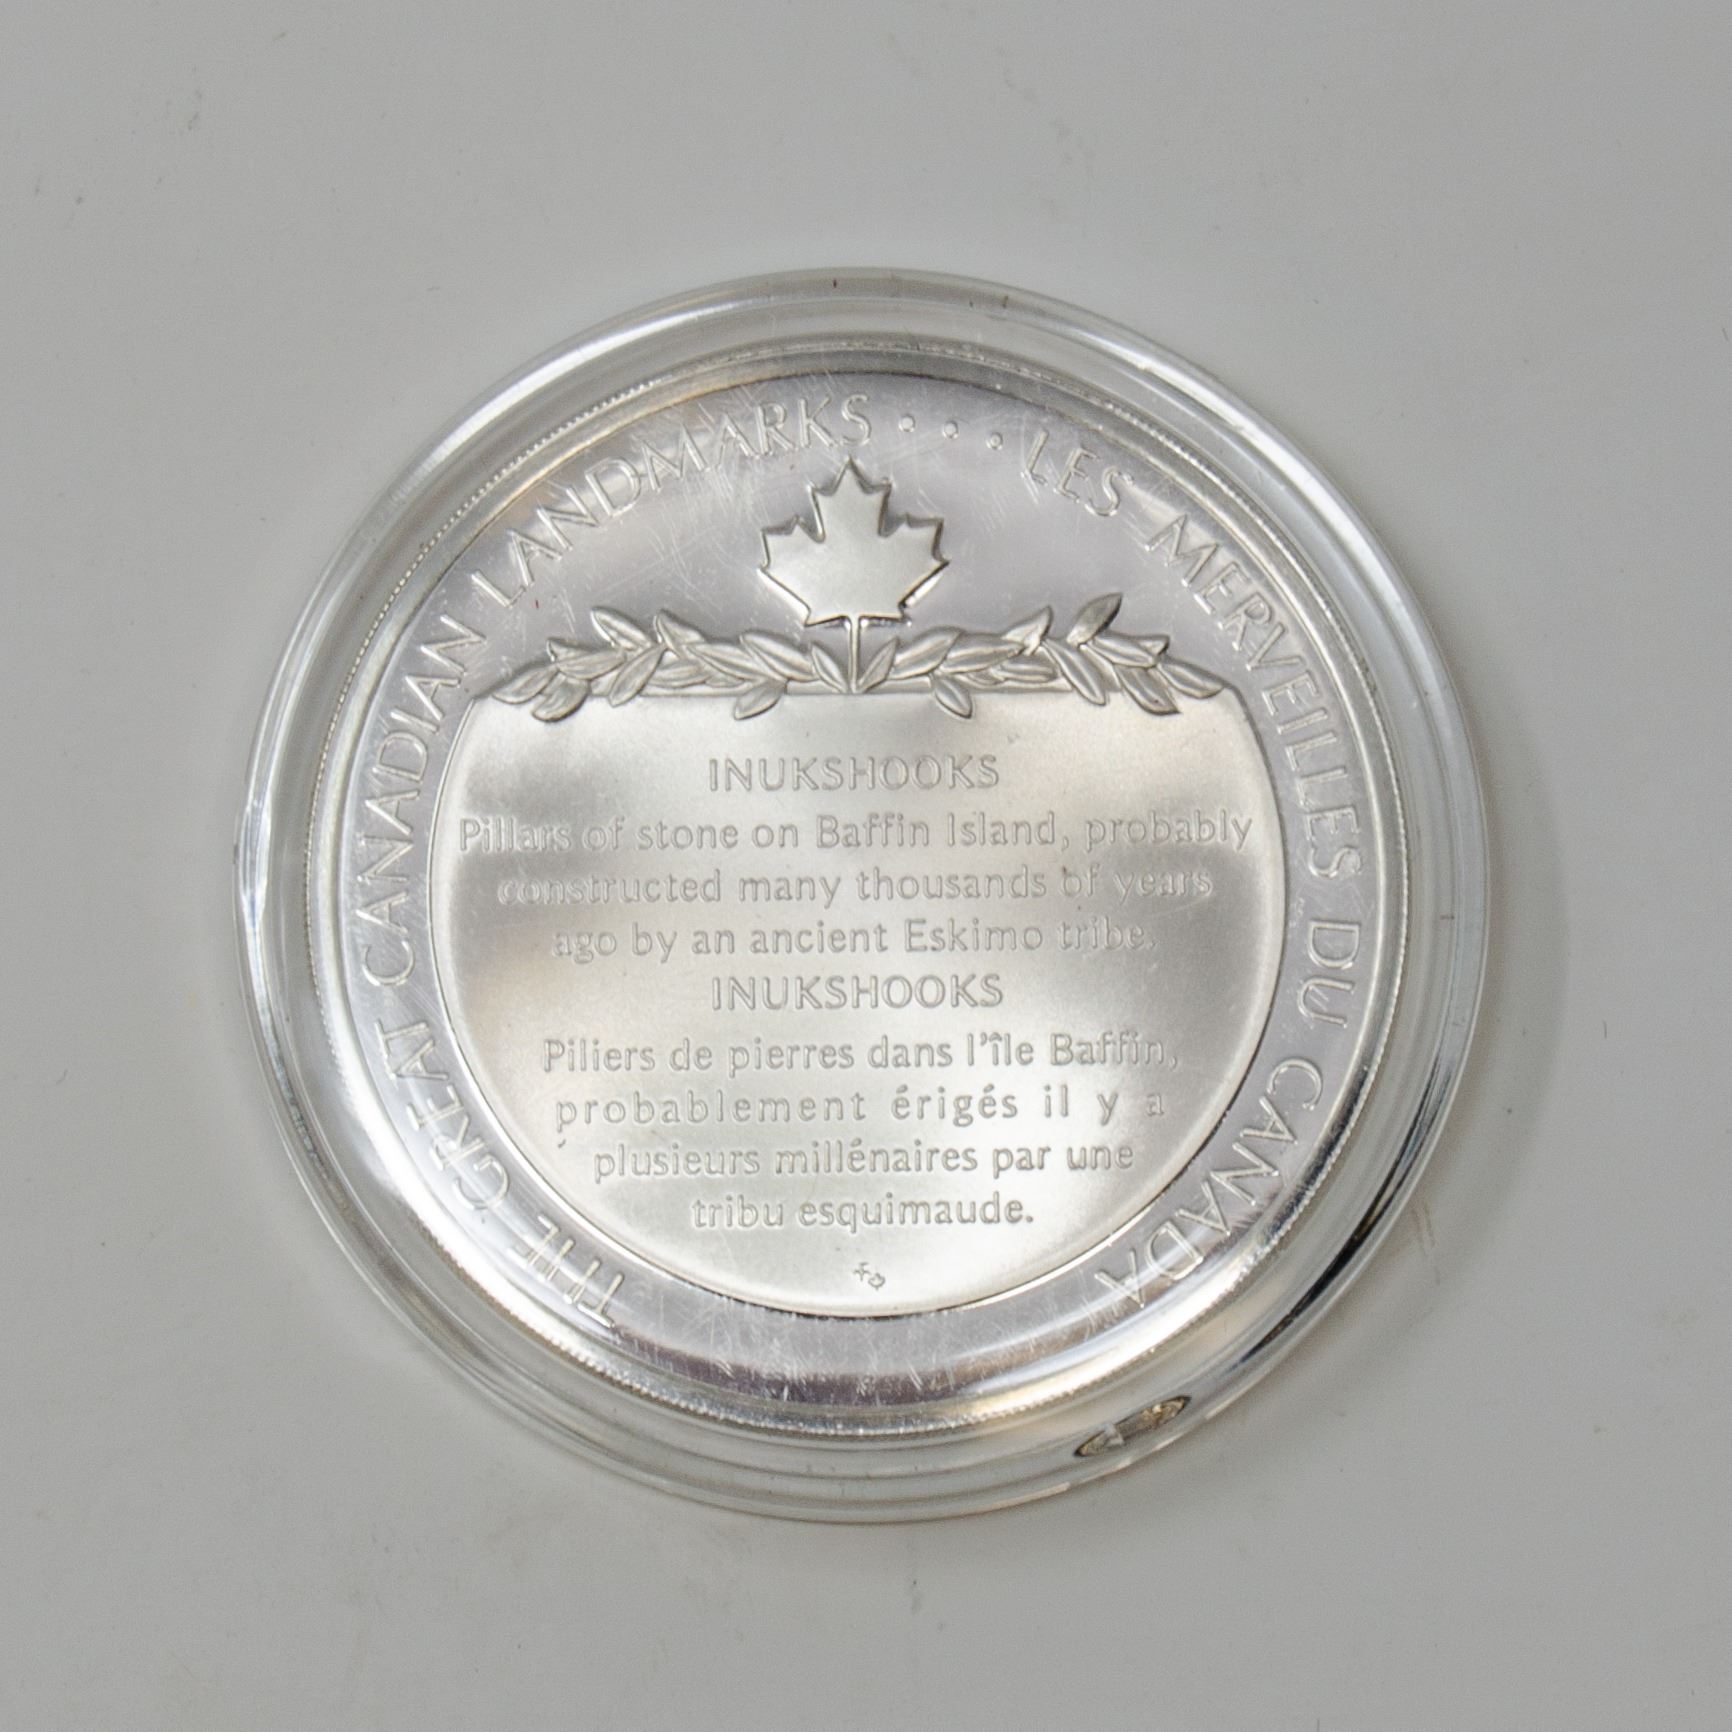 THE GREAT CANADIAN LANDMARKS . . . LES MERVEILLES DU CANADA
INUKSHOOKS
Pillars of stone on Baffin Island, probably
constructed many thousands of years
ago by an ancient Eskimo tribe.
INUKSHOOKS
Piliers de pierres dans l'île Baffin,
probablement érigés il y a
plusieurs millénaires par une
tribu esquimaude.